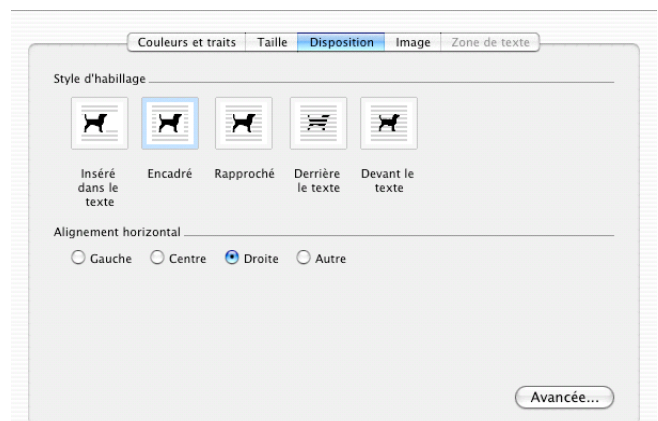 Couleurs et traits Taille Disposition Image Zone de texte
Style d'habillage
Inséré dans le texte
Encadré
Rapproché
Derrière le texte
Devant le texte
Alignement horizontal
Gauche Centre Droite Autre
Avancée...